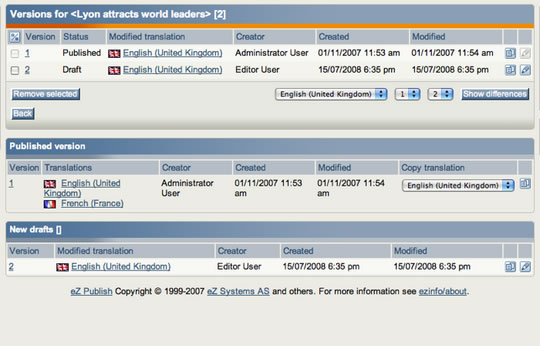 Versions for <Lyon attracts world leaders> [2]
Version Status Modified translation Creator Created Modified
1 Published English (United Kingdom) Administrator User 01/11/2007 11:53 am 01/11/2007 11:54 am
2 Draft English (United Kingdom) Editor User 15/07/2008 6:35 pm 15/07/2008 6:35 pm
Remove selected English (United Kingdom) 1 2 Show differences
Back
Published version
Version Translations Creator Created Modified Copy translation
1 English (United Kingdom) Administrator User 01/11/2007 11:53 am 01/11/2007 11:54 am English (United Kingdom)
French (France)
New drafts []
Version Modified translation Creator Created Modified
2 English (United Kingdom) Editor User 15/07/2008 6:35 pm 15/07/2008 6:35 pm
eZ Publish Copyright © 1999-2007 eZ Systems AS and others. For more information see ezinfo/about.